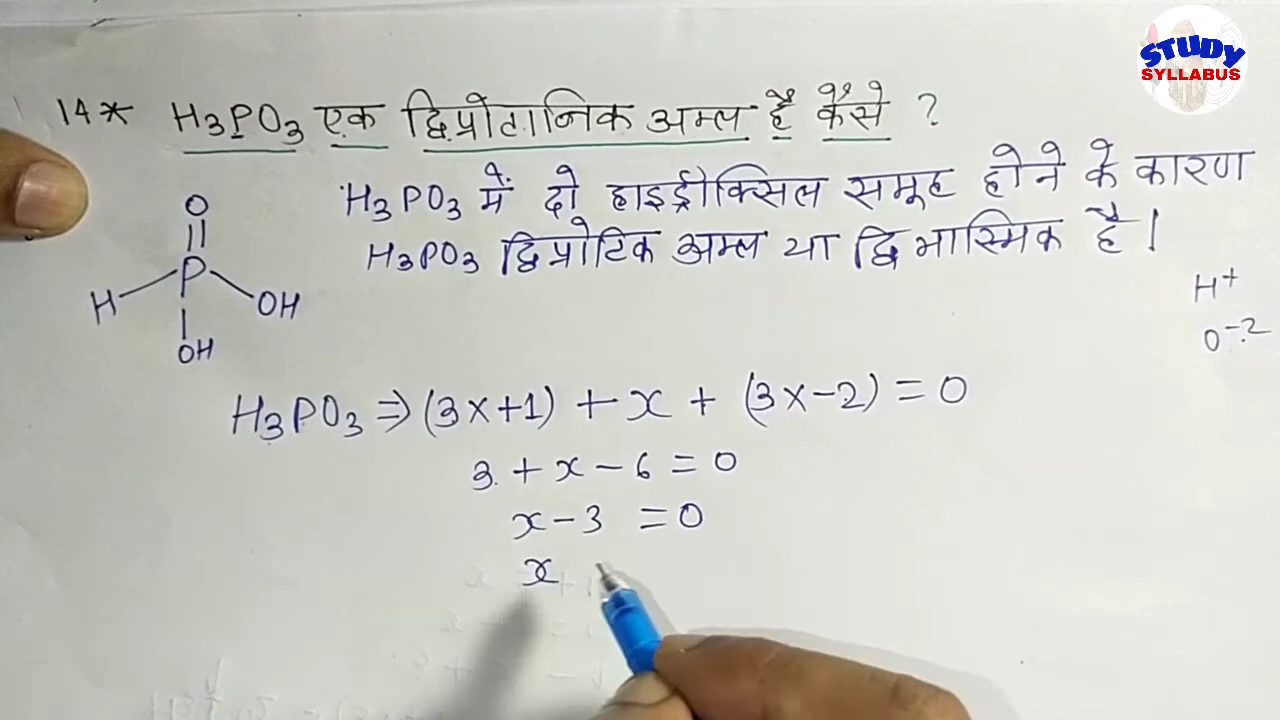 STUDY
SYLLABUS
14* H3PO3 एक द्विप्रोटानिक अम्ल है कैसे ?
H3PO3 में दो हाइड्रोक्सिल समूह होने के कारण
H3PO3 द्विप्रोटिक अम्ल या द्वि भास्मिक है।
O
P
H
OH
OH
H+
O-2
H3PO3 ⇒ (3x+1) + x + (3x-2) = 0
3 + x - 6 = 0
x - 3 = 0
x